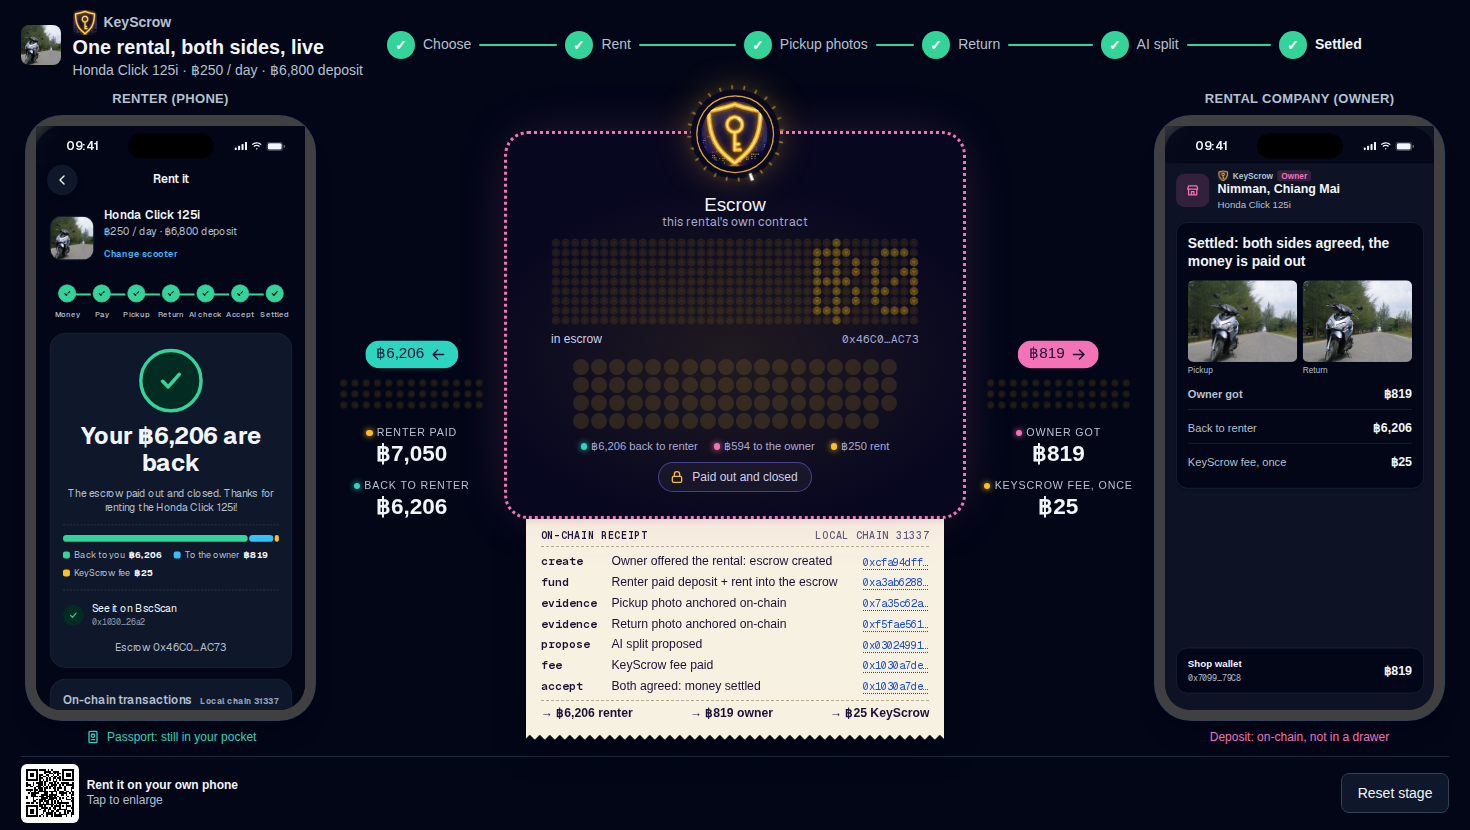 KeyScrow
One rental, both sides, live
Honda Click 125i · ฿250 / day · ฿6,800 deposit
Choose
Rent
Pickup photos
Return
AI split
Settled
RENTER (PHONE)
09:41
Rent it
Honda Click 125i
฿250 / day · ฿6,800 deposit
Change scooter
Money Pay Pickup Return AI check Accept Settled
Your ฿6,206 are
back
The escrow paid out and closed. Thanks for
renting the Honda Click 125i!
Back to you ฿6,206 To the owner ฿819
KeyScrow fee ฿25
See it on BscScan
0x1030…26a2
Escrow 0x46C0…AC73
On-chain transactions Local chain 31337
Passport: still in your pocket
฿6,206 ←
RENTER PAID
฿7,050
BACK TO RENTER
฿6,206
Escrow
this rental's own contract
฿0
in escrow 0x46C0…AC73
฿6,206 back to renter ฿594 to the owner ฿250 rent
Paid out and closed
ON-CHAIN RECEIPT LOCAL CHAIN 31337
create Owner offered the rental: escrow created 0xcfa94dff…
fund Renter paid deposit + rent into the escrow 0xa3ab6288…
evidence Pickup photo anchored on-chain 0x7a35c62a…
evidence Return photo anchored on-chain 0xf5fae561…
propose AI split proposed 0x03024991…
fee KeyScrow fee paid 0x1030a7de…
accept Both agreed: money settled 0x1030a7de…
→ ฿6,206 renter → ฿819 owner → ฿25 KeyScrow
฿819 →
OWNER GOT
฿819
KEYSCROW FEE, ONCE
฿25
RENTAL COMPANY (OWNER)
09:41
KeyScrow Owner
Nimman, Chiang Mai
Honda Click 125i
Settled: both sides agreed, the
money is paid out
Pickup Return
Owner got ฿819
Back to renter ฿6,206
KeyScrow fee, once ฿25
Shop wallet
0x7099…79C8
฿819
Deposit: on-chain, not in a drawer
Rent it on your own phone
Tap to enlarge
Reset stage